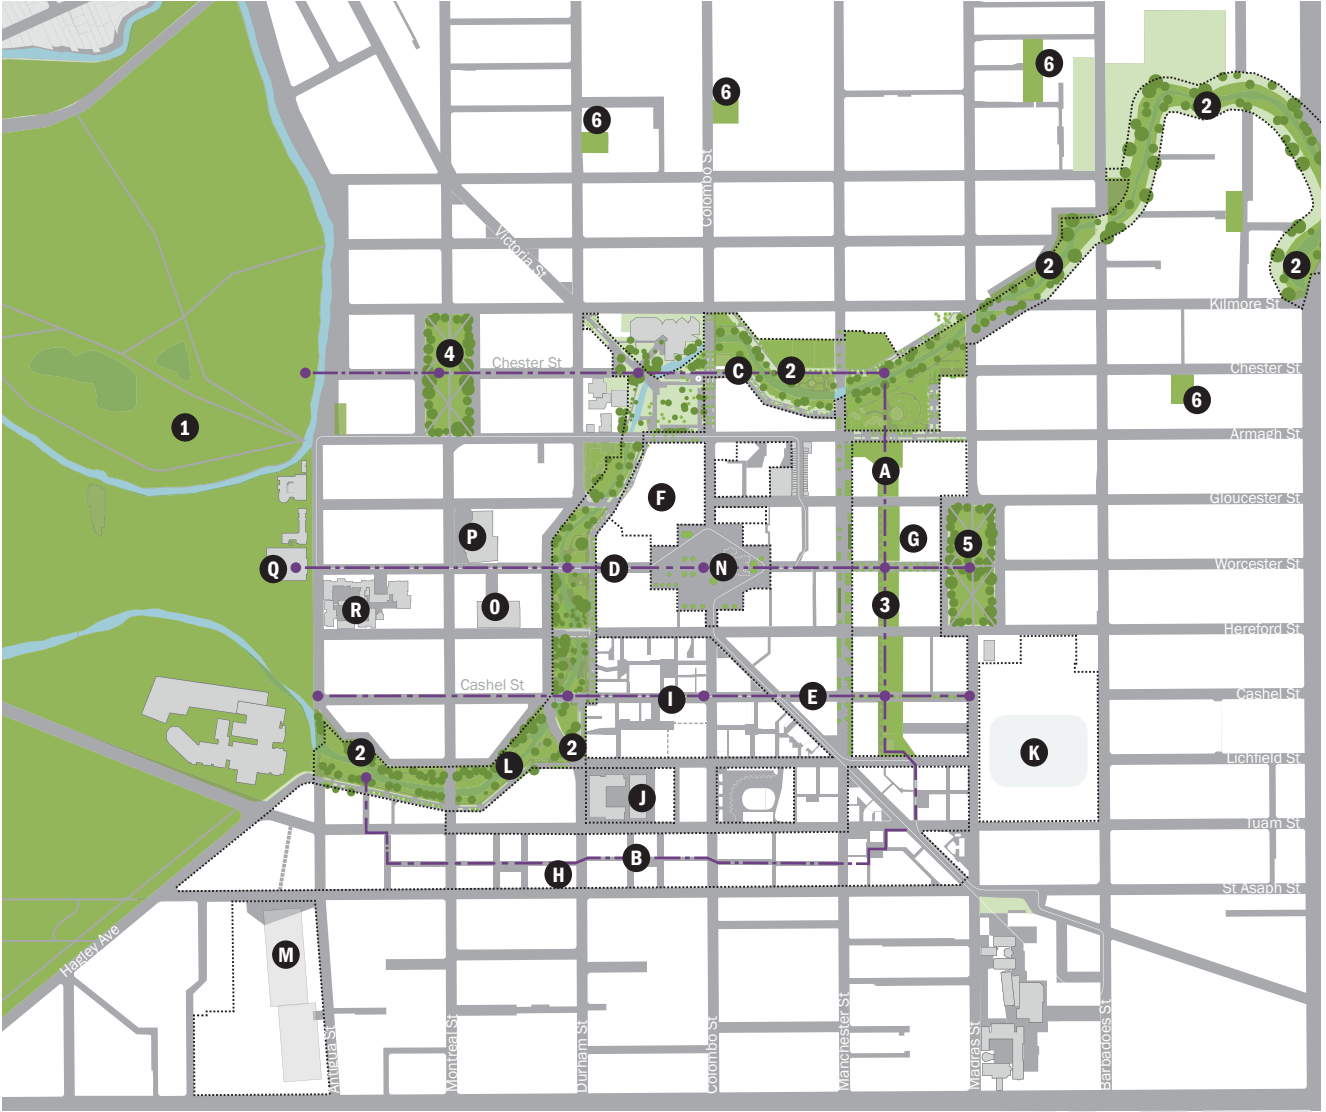 6
6
2
6
Colombo St
Victoria St
2
2
Kilmore St
4
Chester St
C
2
Chester St
6
1
Armagh St
A
F
Gloucester St
P
G
5
Q
D
N
Worcester St
R
O
3
Hereford St
Cashel St
I
E
Cashel St
2
L
2
K
Lichfield St
J
Tuam St
B
H
St Asaph St
Hagley Ave
M
Antigua St
Montreal St
Durham St
Colombo St
Manchester St
Madras St
Barbadoes St